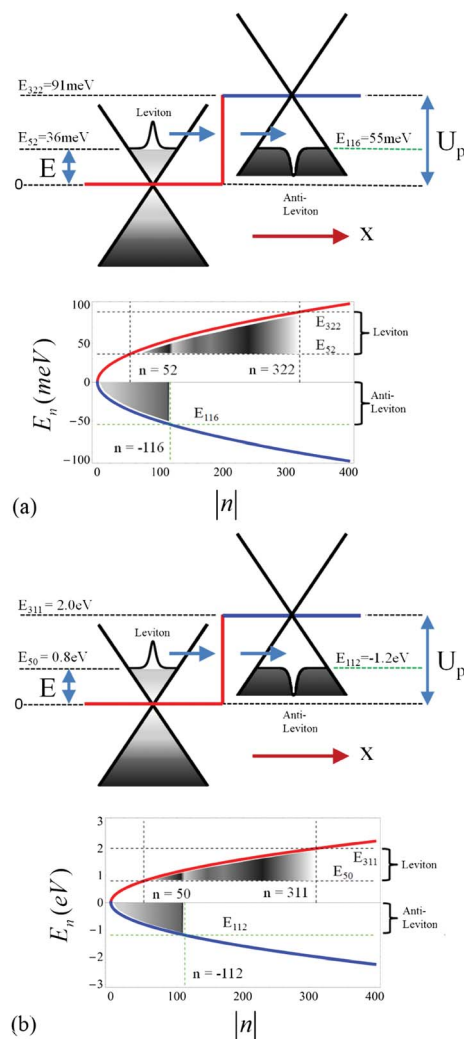 E322=91meV
Leviton
E52=36meV
E116=55meV
E
Up
0
Anti-
Leviton
X
100
50
0
−50
−100
En (meV)
E322
E52
Leviton
n = 52
n = 322
Anti-
Leviton
E116
n = -116
0
100
200
300
400
(a)
|n|
E311=2.0eV
Leviton
E50=0.8eV
E112=-1.2eV
E
Up
0
Anti-
Leviton
X
3
2
1
0
−1
−2
−3
En (eV)
E311
E50
Leviton
n = 50
n = 311
Anti-
Leviton
E112
n = -112
0
100
200
300
400
(b)
|n|